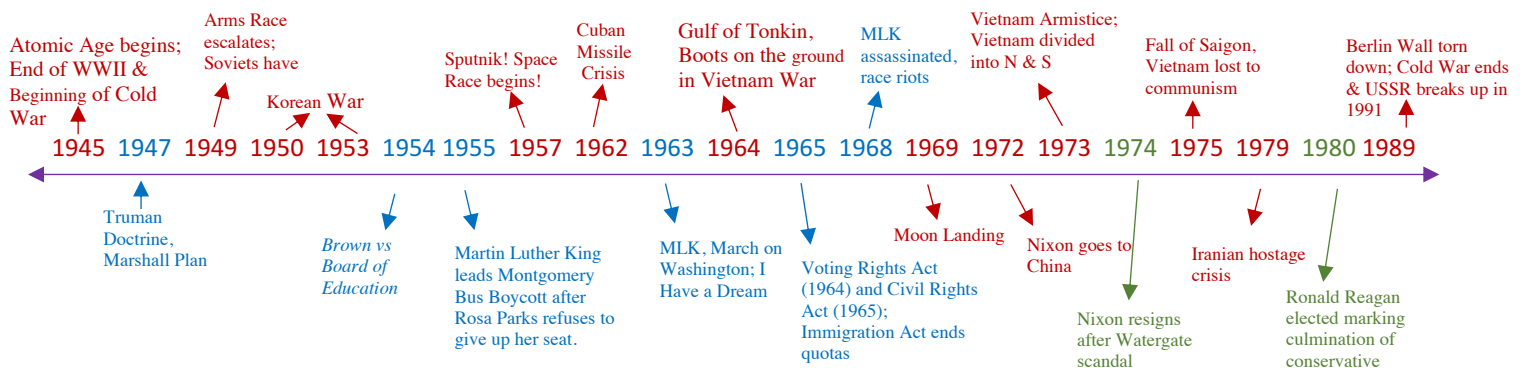 Atomic Age begins;
End of WWII &
Beginning of Cold
War
Arms Race
escalates;
Soviets have
Korean War
Sputnik! Space
Race begins!
Cuban
Missile
Crisis
Gulf of Tonkin,
Boots on the ground
in Vietnam War
MLK
assassinated,
race riots
Vietnam Armistice;
Vietnam divided
into N & S
Fall of Saigon,
Vietnam lost to
communism
Berlin Wall torn
down; Cold War ends
& USSR breaks up in
1991
1945 1947 1949 1950 1953 1954 1955 1957 1962 1963 1964 1965 1968 1969 1972 1973 1974 1975 1979 1980 1989
Truman
Doctrine,
Marshall Plan
Brown vs
Board of
Education
Martin Luther King
leads Montgomery
Bus Boycott after
Rosa Parks refuses to
give up her seat.
MLK, March on
Washington; I
Have a Dream
Voting Rights Act
(1964) and Civil Rights
Act (1965);
Immigration Act ends
quotas
Moon Landing
Nixon goes to
China
Nixon resigns
after Watergate
scandal
Iranian hostage
crisis
Ronald Reagan
elected marking
culmination of
conservative